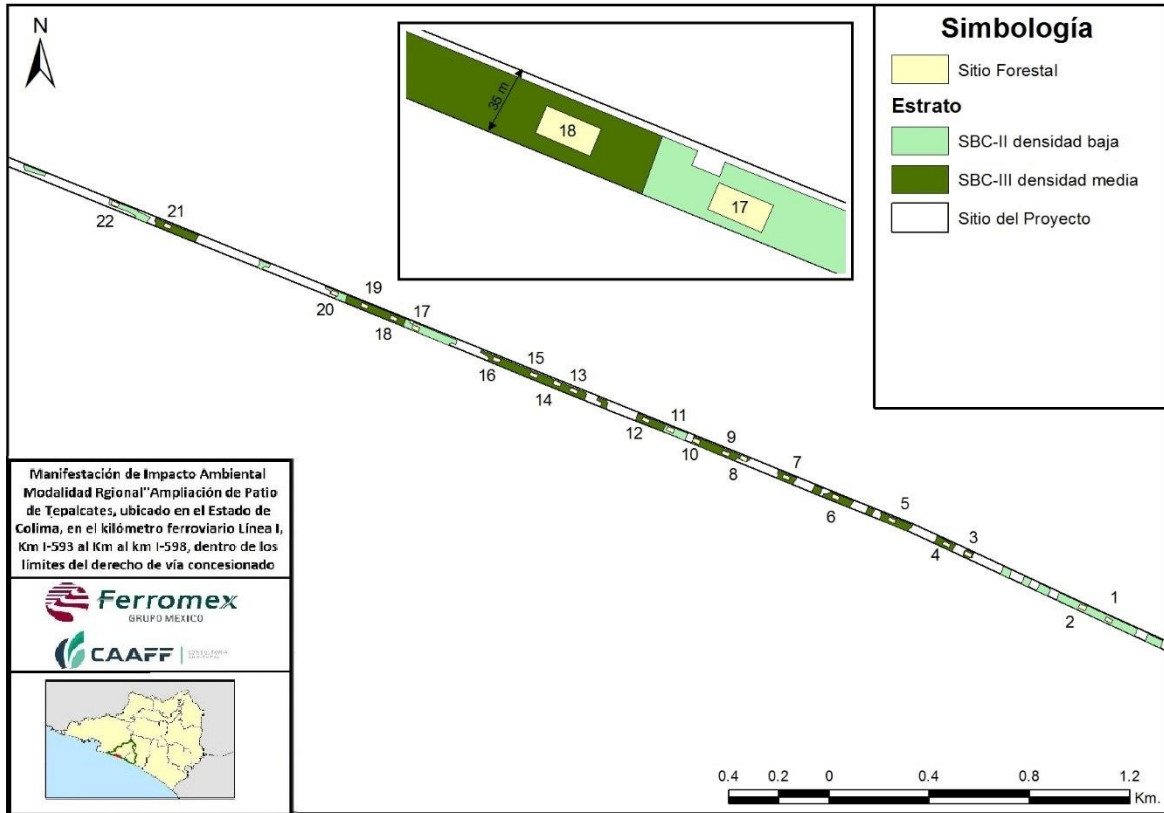 N
35 m
18
17
Simbología
Sitio Forestal
Estrato
SBC-II densidad baja
SBC-III densidad media
Sitio del Proyecto
22
21
20
19
18
17
16
15
14
13
12
11
10
9
8
7
6
5
4
3
2
1
Manifestación de Impacto Ambiental
Modalidad Rgional"Ampliación de Patio
de Tepalcates, ubicado en el Estado de
Colima, en el kilómetro ferroviario Línea I,
Km I-593 al Km al km I-598, dentro de los
límites del derecho de vía concesionado
Ferromex
GRUPO MEXICO
CAAFF
CONSULTORÍA
AMBIENTAL
0.4 0.2 0 0.4 0.8 1.2
Km.